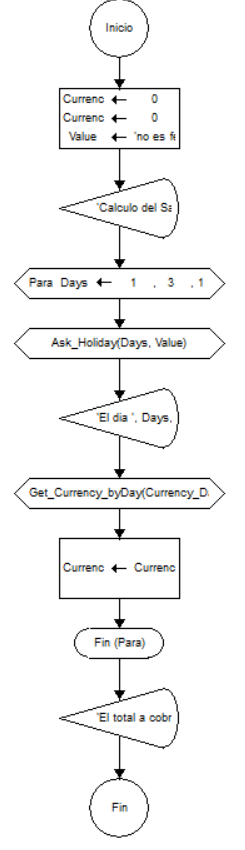 Inicio
Currenc ← 0
Currenc ← 0
Value ← 'no es fe
'Calculo del Sa
Para Days ← 1 , 3 , 1
Ask_Holiday(Days, Value)
'El dia ', Days,
Get_Currency_byDay(Currency_D
Currenc ← Currenc
Fin (Para)
'El total a cobr
Fin